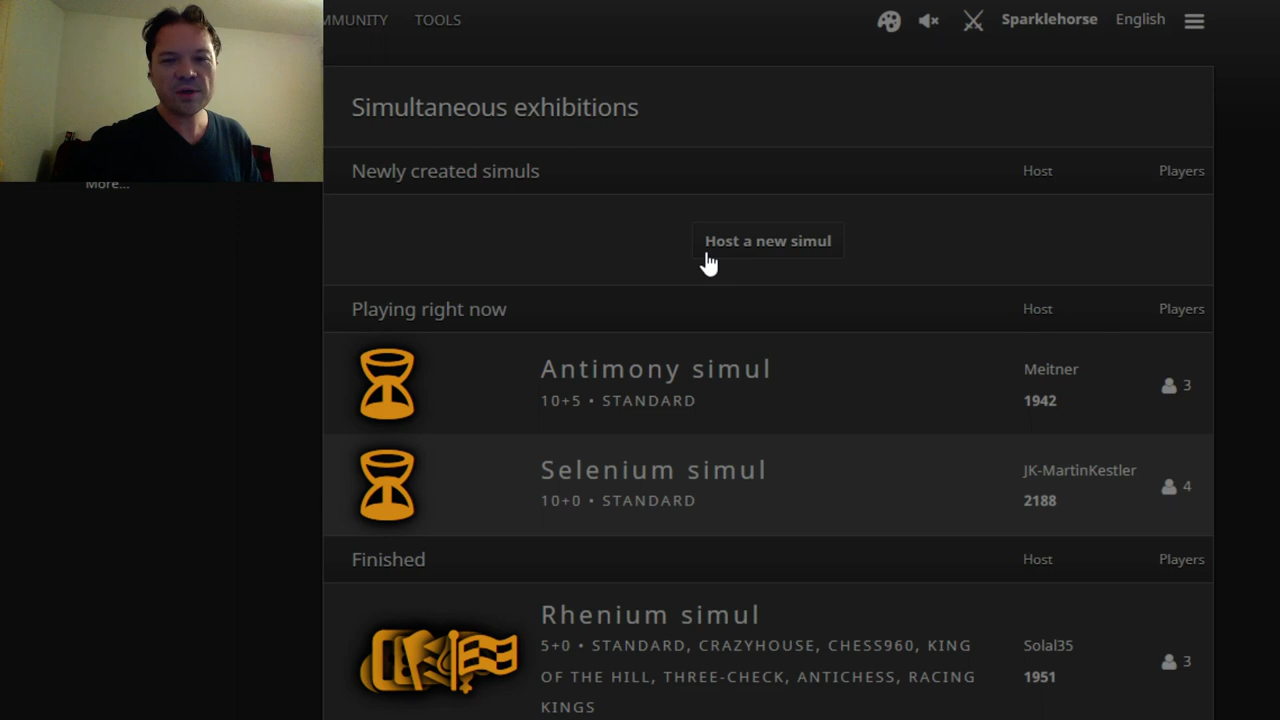 MMUNITY TOOLS Sparklehorse English
Simultaneous exhibitions
Newly created simuls Host Players
More...
Host a new simul
Playing right now Host Players
Antimony simul Meitner
10+5 • STANDARD 1942 3
Selenium simul JK-MartinKestler
10+0 • STANDARD 2188 4
Finished Host Players
Rhenium simul
5+0 • STANDARD, CRAZYHOUSE, CHESS960, KING Solal35
OF THE HILL, THREE-CHECK, ANTICHESS, RACING 1951 3
KINGS